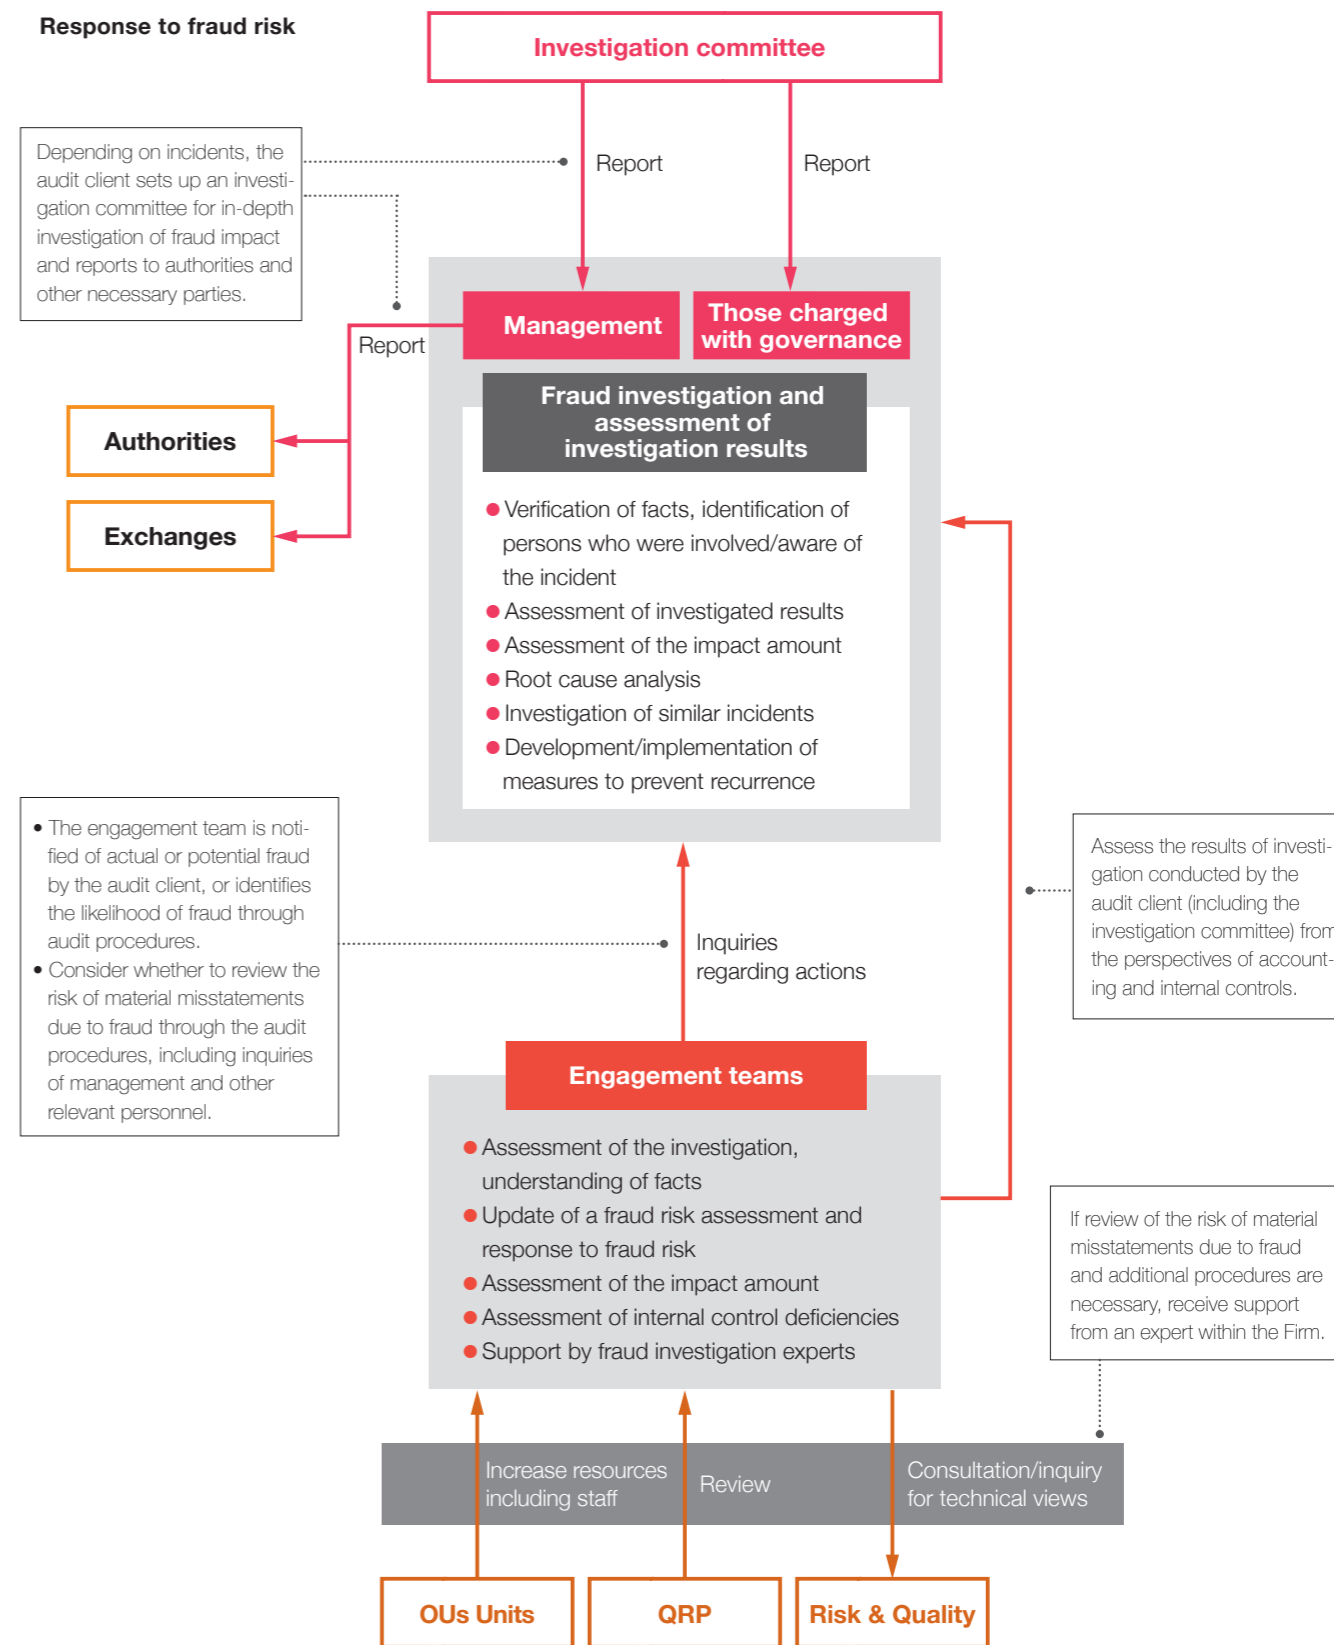 Response to fraud risk
Investigation committee
Depending on incidents, the
audit client sets up an investi-
gation committee for in-depth
investigation of fraud impact
and reports to authorities and
other necessary parties.
Report
Report
Management
Those charged
with governance
Report
Authorities
Exchanges
Fraud investigation and
assessment of
investigation results
● Verification of facts, identification of
persons who were involved/aware of
the incident
● Assessment of investigated results
● Assessment of the impact amount
● Root cause analysis
● Investigation of similar incidents
● Development/implementation of
measures to prevent recurrence
• The engagement team is noti-
fied of actual or potential fraud
by the audit client, or identifies
the likelihood of fraud through
audit procedures.
• Consider whether to review the
risk of material misstatements
due to fraud through the audit
procedures, including inquiries
of management and other
relevant personnel.
Inquiries
regarding actions
Assess the results of investi-
gation conducted by the
audit client (including the
investigation committee) from
the perspectives of account-
ing and internal controls.
Engagement teams
● Assessment of the investigation,
understanding of facts
● Update of a fraud risk assessment and
response to fraud risk
● Assessment of the impact amount
● Assessment of internal control deficiencies
● Support by fraud investigation experts
If review of the risk of material
misstatements due to fraud
and additional procedures are
necessary, receive support
from an expert within the Firm.
Increase resources
including staff
Review
Consultation/inquiry
for technical views
OUs Units
QRP
Risk & Quality